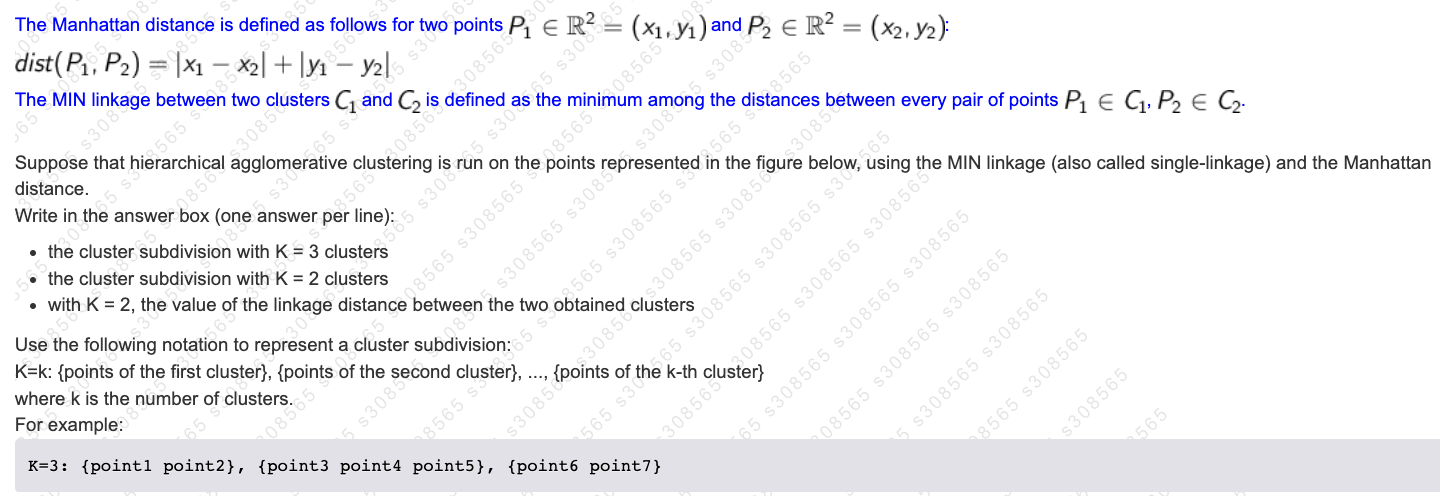 The Manhattan distance is defined as follows for two points P₁ ∈ ℝ² = (x₁, y₁) and P₂ ∈ ℝ² = (x₂, y₂):
dist(P₁, P₂) = |x₁ − x₂| + |y₁ − y₂|
The MIN linkage between two clusters C₁ and C₂ is defined as the minimum among the distances between every pair of points P₁ ∈ C₁, P₂ ∈ C₂.
Suppose that hierarchical agglomerative clustering is run on the points represented in the figure below, using the MIN linkage (also called single-linkage) and the Manhattan
distance.
Write in the answer box (one answer per line):
• the cluster subdivision with K = 3 clusters
• the cluster subdivision with K = 2 clusters
• with K = 2, the value of the linkage distance between the two obtained clusters
Use the following notation to represent a cluster subdivision:
K=k: {points of the first cluster}, {points of the second cluster}, ..., {points of the k-th cluster}
where k is the number of clusters.
For example:
K=3: {point1 point2}, {point3 point4 point5}, {point6 point7}
s308565